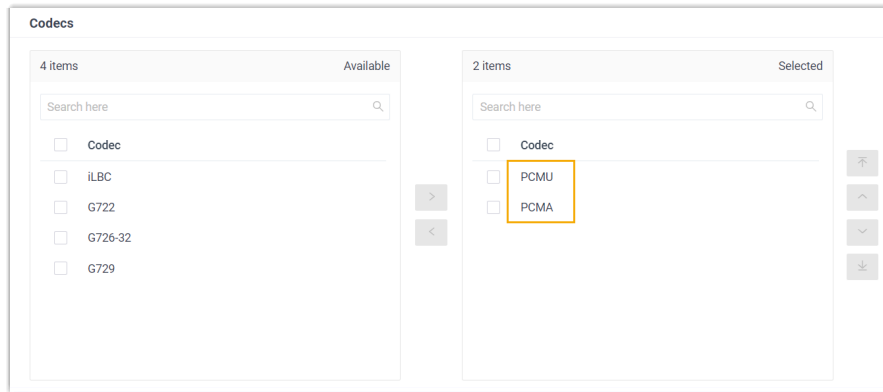 Codecs
4 items Available
Search here
Codec
iLBC
G722
G726-32
G729
2 items Selected
Search here
Codec
PCMU
PCMA